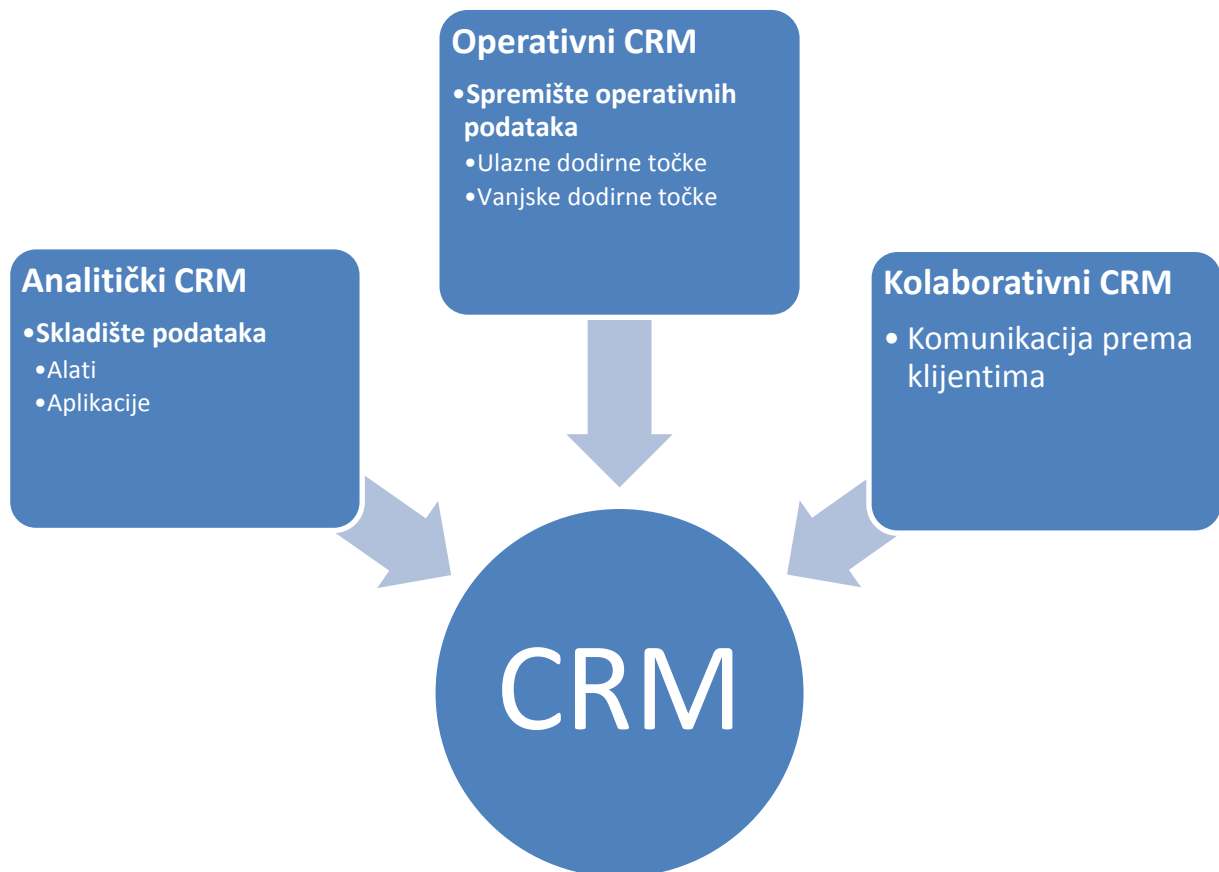 Operativni CRM
•Spremište operativnih
podataka
•Ulazne dodirne točke
•Vanjske dodirne točke
Analitički CRM
•Skladište podataka
•Alati
•Aplikacije
Kolaborativni CRM
• Komunikacija prema
klijentima
CRM